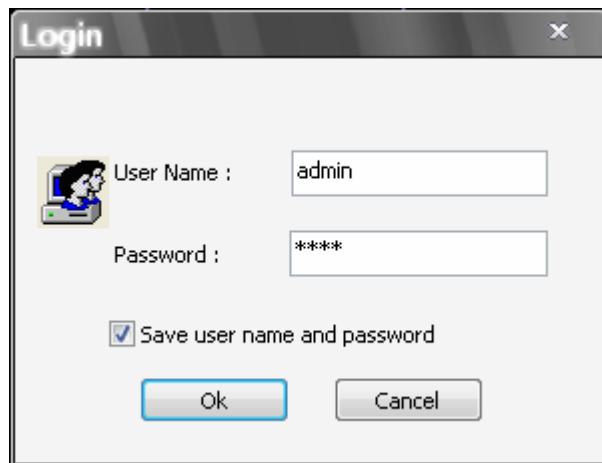 Login
User Name :
admin
Password :
****
Save user name and password
Ok
Cancel